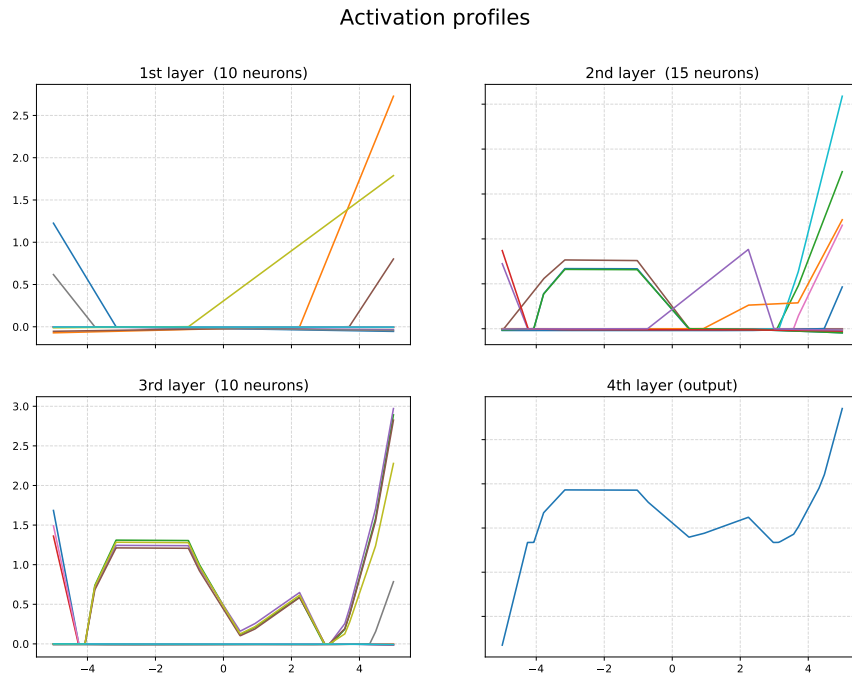 Activation profiles
1st layer (10 neurons)
2nd layer (15 neurons)
2.5
2.0
1.5
1.0
0.5
0.0
3rd layer (10 neurons)
4th layer (output)
3.0
2.5
2.0
1.5
1.0
0.5
0.0
−4 −2 0 2 4
−4 −2 0 2 4